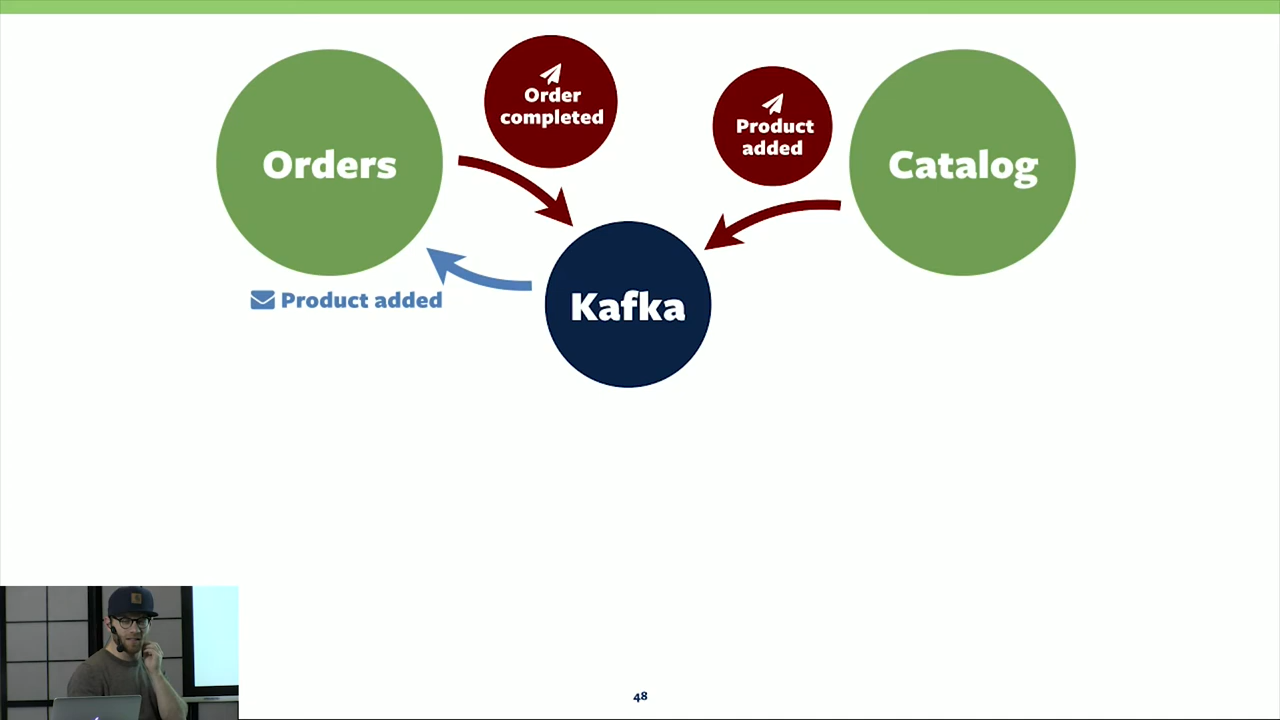 Order
completed
Product
added
Orders
Catalog
Product added
Kafka
48